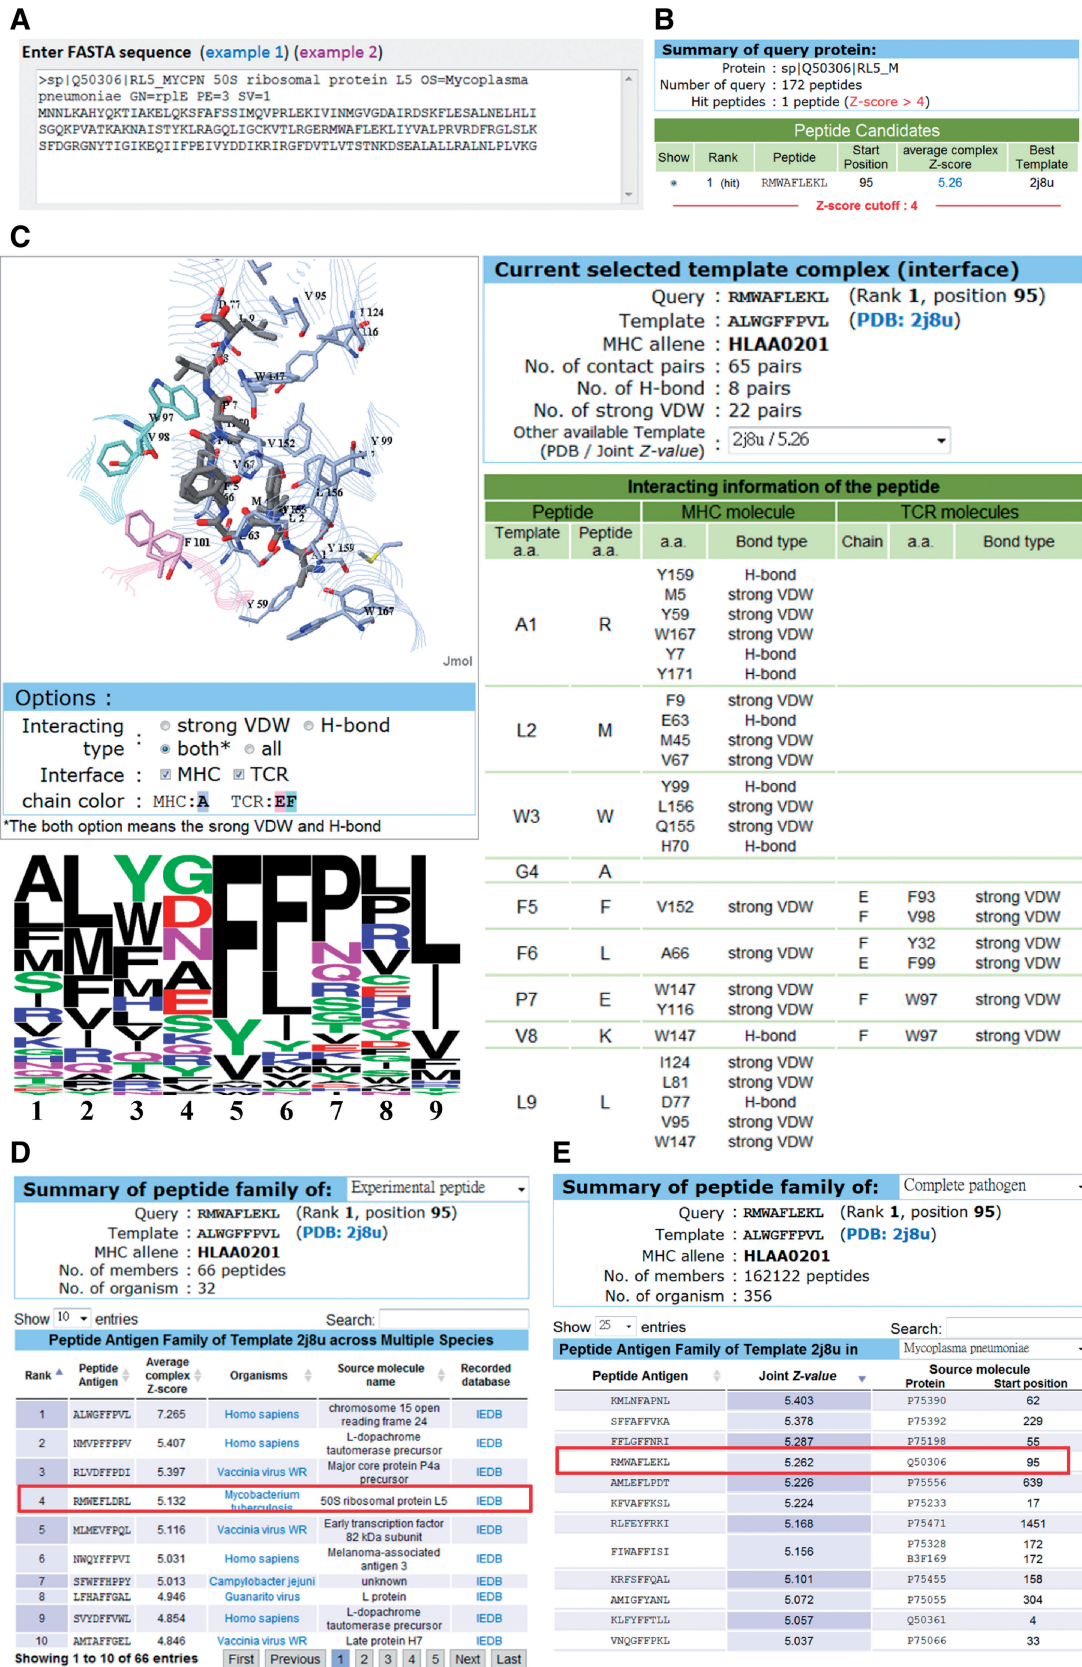 A
Enter FASTA sequence (example 1) (example 2)
>sp|Q50306|RL5_MYCPN 50S ribosomal protein L5 OS=Mycoplasma
pneumoniae GN=rplE PE=3 SV=1
MNNLKAHYQKTIAKELQKSFAFSSIMQVPRLEKIVINMGVGDAIRDSKFLESALNELHLI
SGQKPVATKAKNAISTYKLRAGQLIGCKVTLRGERMWAFLEKLIYVALPRVRDFRGLSLK
SFDGRGNYTIGIKEQIIFPEIVYDDIKRIRGFDVTLVTSTNKDSEALALLRALNLPLVKG
B
Summary of query protein:
Protein : sp|Q50306|RL5_M
Number of query : 172 peptides
Hit peptides : 1 peptide (Z-score > 4)
Peptide Candidates
Show Rank Peptide Start Position average complex Z-score Best Template
1 (hit) RMWAFLEKL 95 5.26 2j8u
Z-score cutoff : 4
C
D 77
L 9
V 95
I 124
116
W 147
P 7
W 97
V 98
V 152
Y 99
V 67
F 5
66
L 156
M
L 2
63
F 101
A 1
Y 159
Y 59
W 167
Jmol
Options :
Interacting type : strong VDW H-bond
both* all
Interface : MHC TCR
chain color : MHC:A TCR:EF
*The both option means the srong VDW and H-bond
1 2 3 4 5 6 7 8 9
Current selected template complex (interface)
Query : RMWAFLEKL (Rank 1, position 95)
Template : ALWGFFPVL (PDB: 2j8u)
MHC allele : HLAA0201
No. of contact pairs : 65 pairs
No. of H-bond : 8 pairs
No. of strong VDW : 22 pairs
Other available Template
(PDB / Joint Z-value) : 2j8u / 5.26
Interacting information of the peptide
Peptide MHC molecule TCR molecules
Template a.a. Peptide a.a. a.a. Bond type Chain a.a. Bond type
Y159 H-bond
M5 strong VDW
Y59 strong VDW
A1 R W167 strong VDW
Y7 H-bond
Y171 H-bond
F9 strong VDW
L2 M E63 H-bond
M45 strong VDW
V67 strong VDW
Y99 H-bond
W3 W L156 strong VDW
Q155 strong VDW
H70 H-bond
G4 A
F5 F V152 strong VDW E F93 strong VDW
F V98 strong VDW
F6 L A66 strong VDW F Y32 strong VDW
E F99 strong VDW
P7 E W147 strong VDW F W97 strong VDW
Y116 strong VDW
V8 K W147 H-bond F W97 strong VDW
I124 strong VDW
L81 strong VDW
L9 L D77 H-bond
V95 strong VDW
W147 strong VDW
D
Summary of peptide family of: Experimental peptide
Query : RMWAFLEKL (Rank 1, position 95)
Template : ALWGFFPVL (PDB: 2j8u)
MHC allene : HLAA0201
No. of members : 66 peptides
No. of organism : 32
Show 10 entries Search:
Peptide Antigen Family of Template 2j8u across Multiple Species
Rank Peptide Antigen Average complex Z-score Organisms Source molecule name Recorded database
1 ALWGFFPVL 7.265 Homo sapiens chromosome 15 open reading frame 24 IEDB
2 NMVPFFPPV 5.407 Homo sapiens L-dopachrome tautomerase precursor IEDB
3 RLVDFFPDI 5.397 Vaccinia virus WR Major core protein P4a precursor IEDB
4 RMWEFLDRL 5.132 Mycobacterium tuberculosis 50S ribosomal protein L5 IEDB
5 MLMEVFPQL 5.116 Vaccinia virus WR Early transcription factor 82 kDa subunit IEDB
6 NWQYFFPVI 5.031 Homo sapiens Melanoma-associated antigen 3 IEDB
7 SFWFFHPPY 5.013 Campylobacter jejuni unknown IEDB
8 LFHAFFGAL 4.946 Guanarito virus L protein IEDB
9 SVYDFFVWL 4.854 Homo sapiens L-dopachrome tautomerase precursor IEDB
10 AMTAFFGEL 4.846 Vaccinia virus WR Late protein H7 IEDB
Showing 1 to 10 of 66 entries First Previous 1 2 3 4 5 Next Last
E
Summary of peptide family of: Complete pathogen
Query : RMWAFLEKL (Rank 1, position 95)
Template : ALWGFFPVL (PDB: 2j8u)
MHC allene : HLAA0201
No. of members : 162122 peptides
No. of organism : 356
Show 25 entries Search:
Peptide Antigen Family of Template 2j8u in Mycoplasma pneumoniae
Peptide Antigen Joint Z-value Source molecule Protein Start position
KMLNFAPNL 5.403 P75390 62
SFFAFFVKA 5.378 P75392 229
FFLGFFNRI 5.287 P75198 55
RMWAFLEKL 5.262 Q50306 95
AMLEFLPDT 5.226 P75556 639
KFVAFFKSL 5.224 P75233 17
RLFEYFRKI 5.168 P75471 1451
FIWAFFISI 5.156 P75328 172
B3F169 172
KRFSFFQAL 5.101 P75455 158
AMIGFYANL 5.072 P75055 304
KLFYFFTLL 5.057 Q50361 4
VNQGFFPKL 5.037 P75066 33